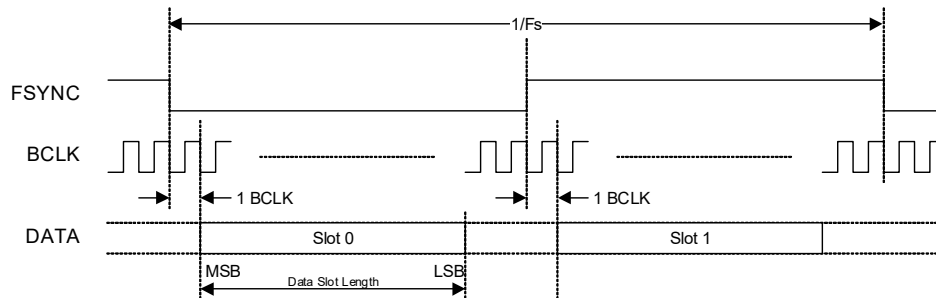 1/Fs
FSYNC
BCLK
1 BCLK 1 BCLK
DATA Slot 0 Slot 1
MSB LSB
Data Slot Length